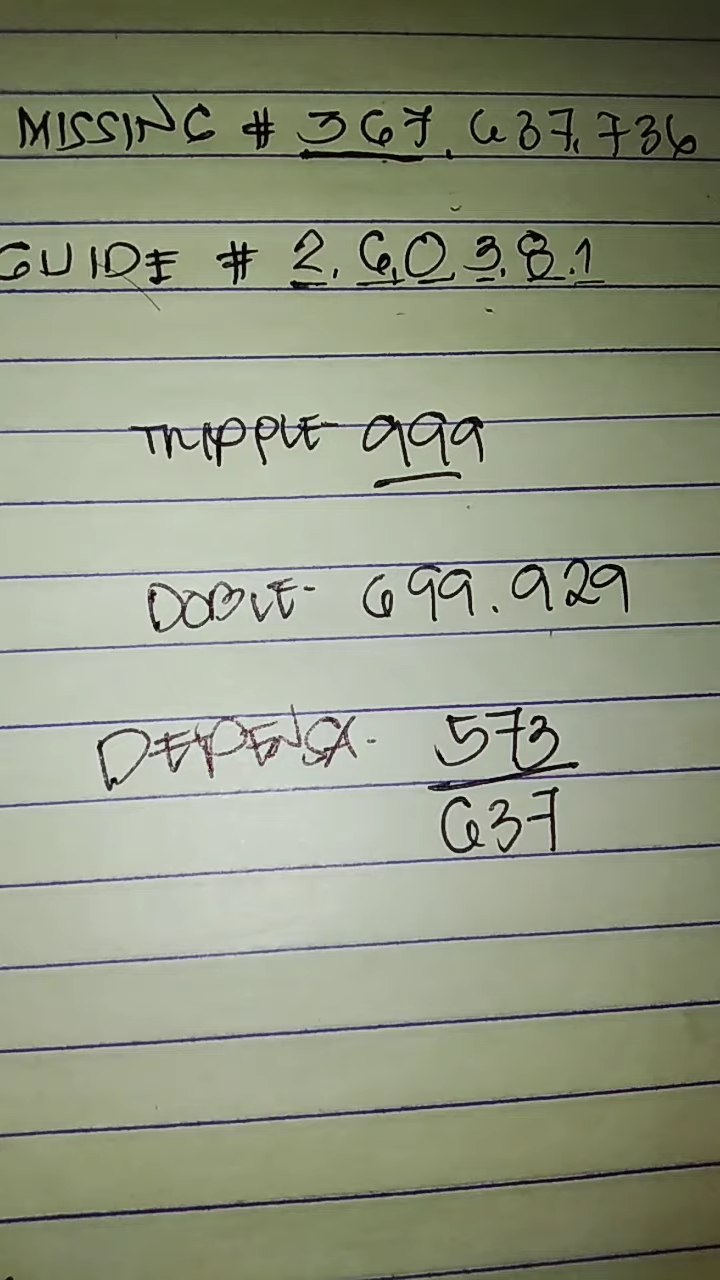 MISSING # 367. 637. 736
GUIDE # 2. 6. 0. 3. 8. 1
TRIPPLE- 999
DOBLE- 699. 929
DEPENSA- 573
637